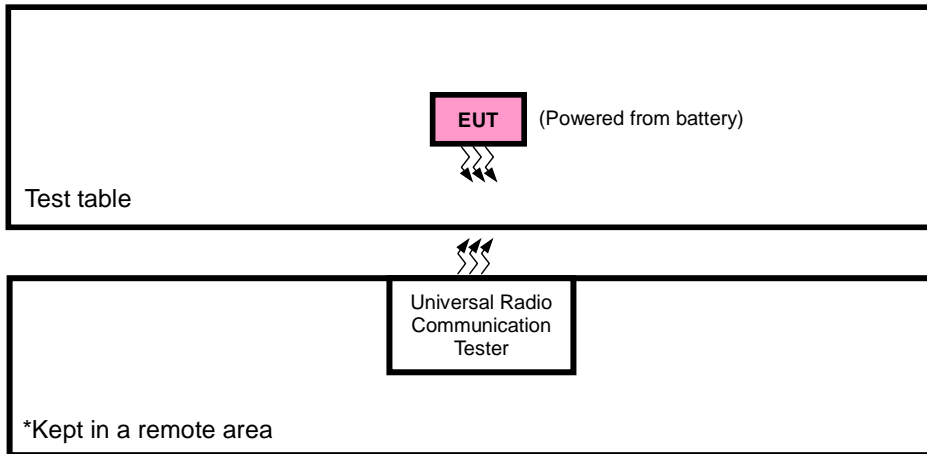 EUT
(Powered from battery)
Test table
Universal Radio
Communication
Tester
*Kept in a remote area